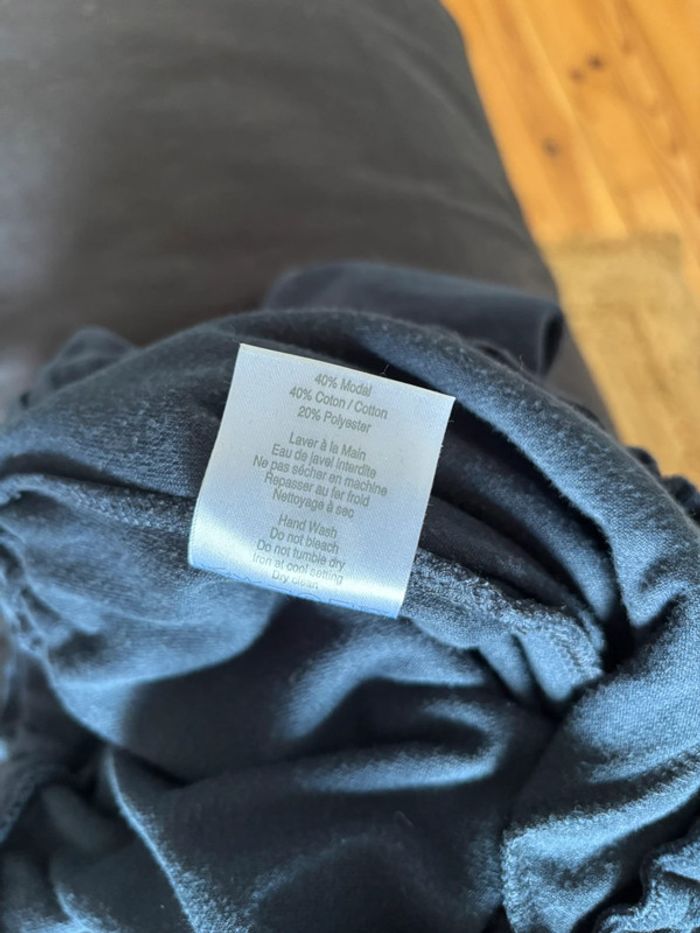 40% Modal
40% Coton / Cotton
20% Polyester
Laver à la Main
Eau de javel Interdite
Ne pas sécher en machine
Repasser au fer froid
Nettoyage à sec
Hand Wash
Do not bleach
Do not tumble dry
Iron at cool setting
Dry clean